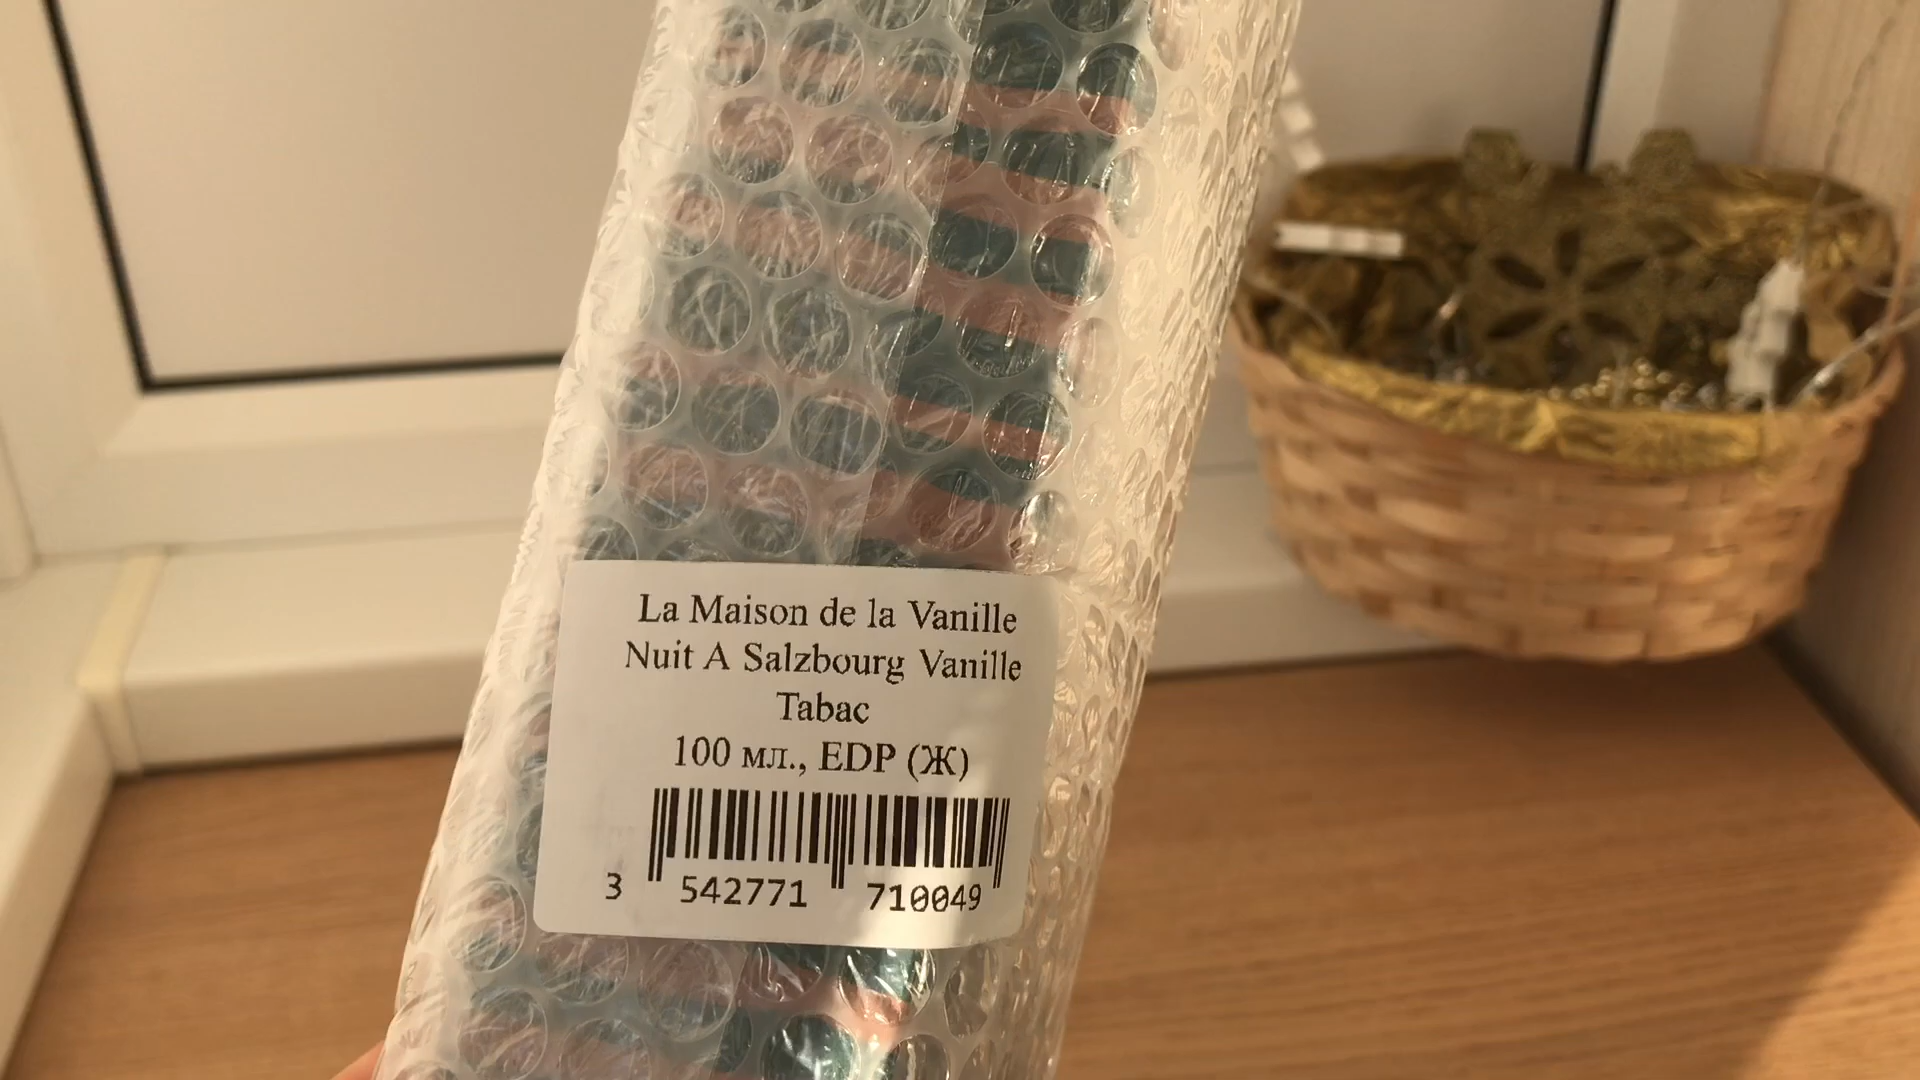 La Maison de la Vanille
Nuit A Salzbourg Vanille
Tabac
100 мл., EDP (Ж)
3 542771 710049